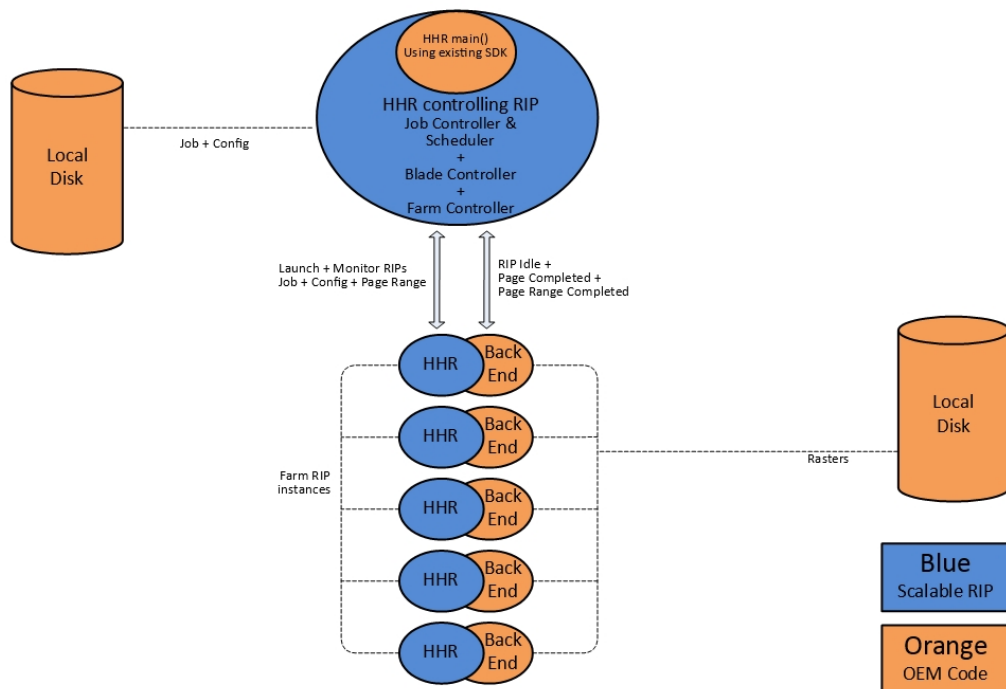 HHR main()
Using existing SDK
HHR controlling RIP
Job Controller &
Scheduler
+
Blade Controller
+
Farm Controller
Local
Disk
Job + Config
Launch + Monitor RIPs
Job + Config + Page Range
RIP Idle +
Page Completed +
Page Range Completed
HHR
Back
End
HHR
Back
End
HHR
Back
End
HHR
Back
End
HHR
Back
End
Farm RIP
instances
Rasters
Local
Disk
Blue
Scalable RIP
Orange
OEM Code